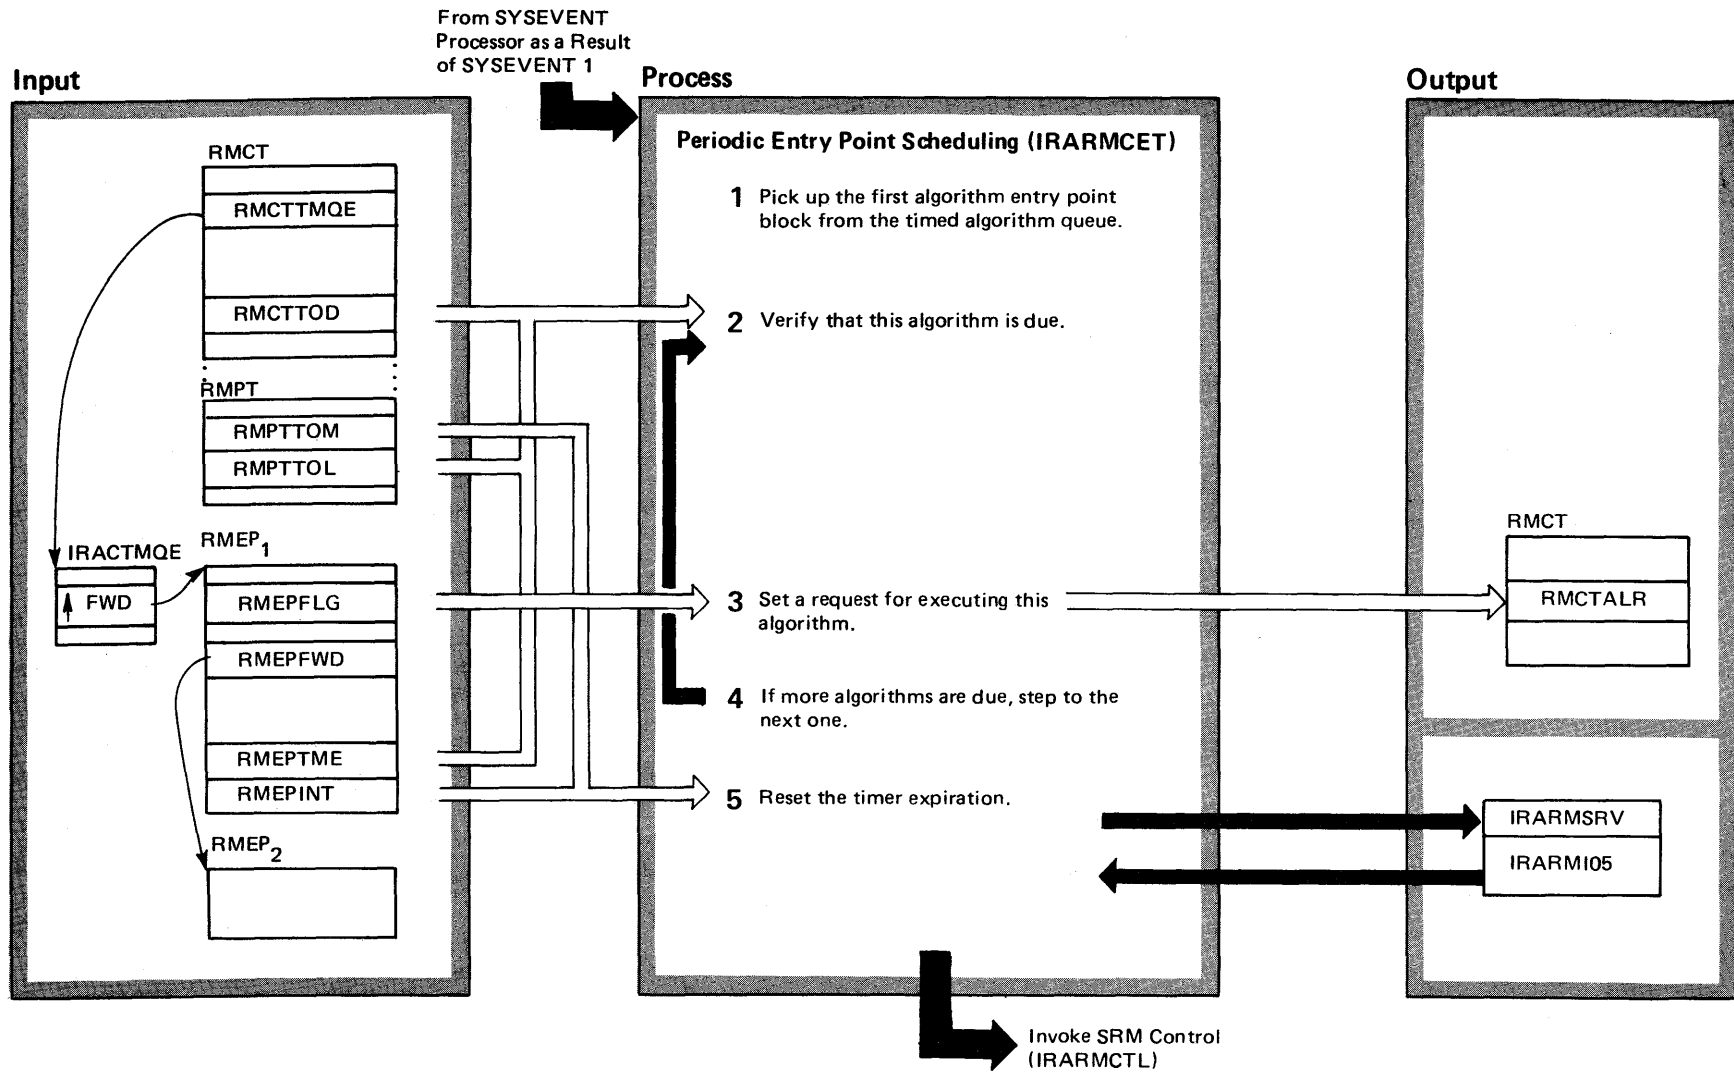 From SYSEVENT
Processor as a Result
of SYSEVENT 1
Input
RMCT
RMCTTMQE
RMCTTOD
RMPT
RMPTTOM
RMPTTOL
IRACTMQE
FWD
RMEP1
RMEPFLG
RMEPFWD
RMEPTME
RMEPINT
RMEP2
Process
Periodic Entry Point Scheduling (IRARMCET)
1 Pick up the first algorithm entry point
block from the timed algorithm queue.
2 Verify that this algorithm is due.
3 Set a request for executing this
algorithm.
4 If more algorithms are due, step to the
next one.
5 Reset the timer expiration.
Invoke SRM Control
(IRARMCTL)
Output
RMCT
RMCTALR
IRARMSRV
IRARMI05